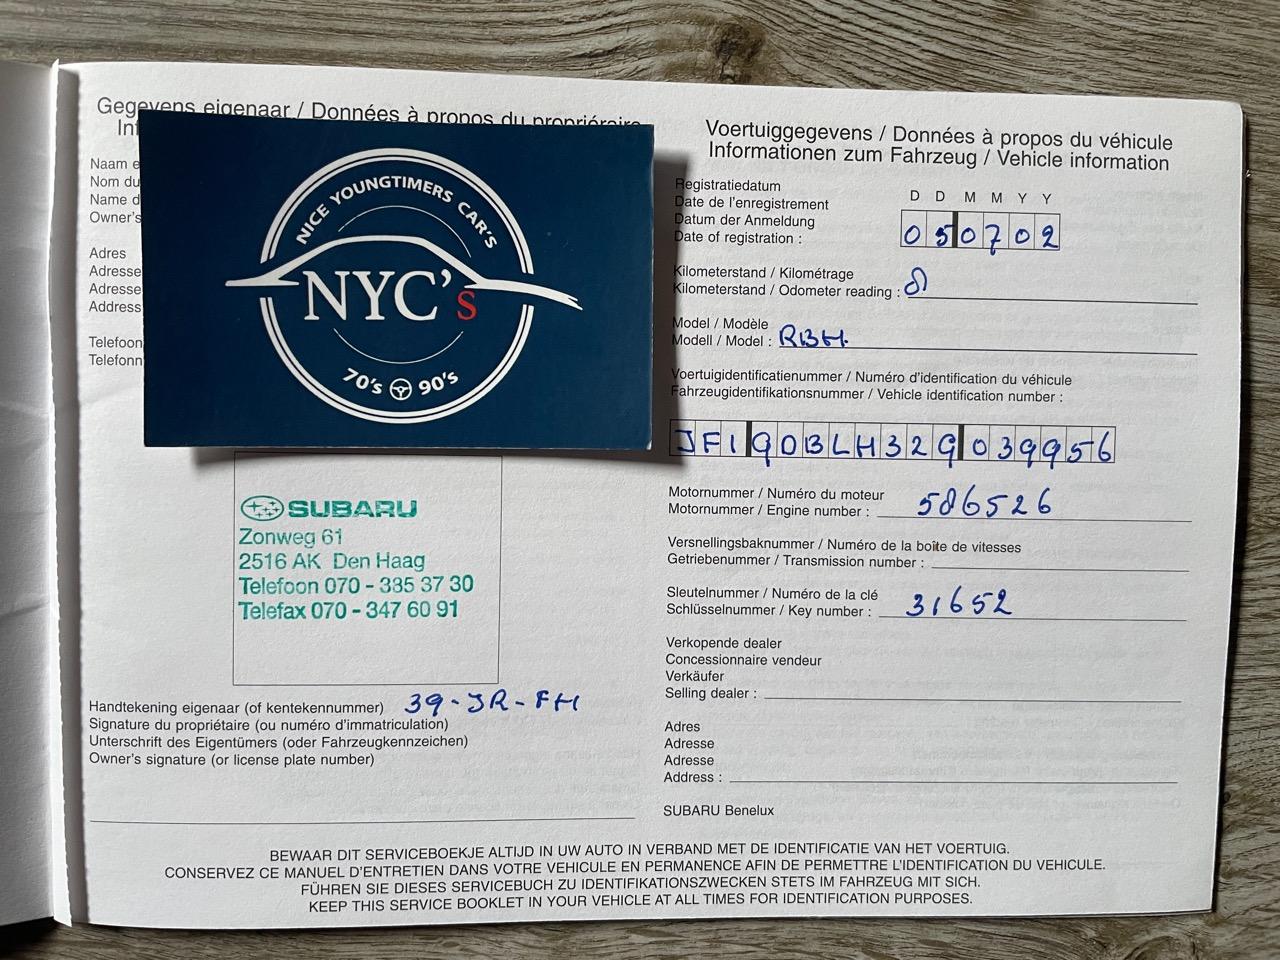 Gegevens eigenaar / Données à propos du propriétaire
Naam
Nom du
Name
Owner's
Adres
Adresse
Adresse
Address
Telefoon
NICE YOUNGTIMERS CAR'S
NYC's
70's 90's
SUBARU
Zonweg 61
2516 AK Den Haag
Telefoon 070 - 385 37 30
Telefax 070 - 347 60 91
Handtekening eigenaar (of kentekennummer) 39-JR-FH
Signature du propriétaire (ou numéro d'immatriculation)
Unterschrift des Eigentümers (oder Fahrzeugkennzeichen)
Owner's signature (or license plate number)
Voertuiggegevens / Données à propos du véhicule
Informationen zum Fahrzeug / Vehicle information
Registratiedatum
Date de l'enregistrement
Datum der Anmeldung
Date of registration :
D D M M Y Y
0 5 0 7 0 2
Kilometerstand / Kilométrage
Kilometerstand / Odometer reading : 8
Model / Modèle
Modell / Model : RBH
Voertuigidentificatienummer / Numéro d'identification du véhicule
Fahrzeugidentifikationsnummer / Vehicle identification number :
JF1GDBLH32G039956
Motornummer / Numéro du moteur
Motornummer / Engine number : 586526
Versnellingsbaknummer / Numéro de la boîte de vitesses
Getriebenummer / Transmission number :
Sleutelnummer / Numéro de la clé
Schlüsselnummer / Key number : 31652
Verkopende dealer
Concessionnaire vendeur
Verkäufer
Selling dealer :
Adres
Adresse
Adresse
Address :
SUBARU Benelux
BEWAAR DIT SERVICEBOEKJE ALTIJD IN UW AUTO IN VERBAND MET DE IDENTIFICATIE VAN HET VOERTUIG.
CONSERVEZ CE MANUEL D'ENTRETIEN DANS VOTRE VEHICULE EN PERMANENCE AFIN DE PERMETTRE L'IDENTIFICATION DU VEHICULE.
FÜHREN SIE DIESES SERVICEBUCH ZU IDENTIFIKATIONSZWECKEN STETS IM FAHRZEUG MIT SICH.
KEEP THIS SERVICE BOOKLET IN YOUR VEHICLE AT ALL TIMES FOR IDENTIFICATION PURPOSES.